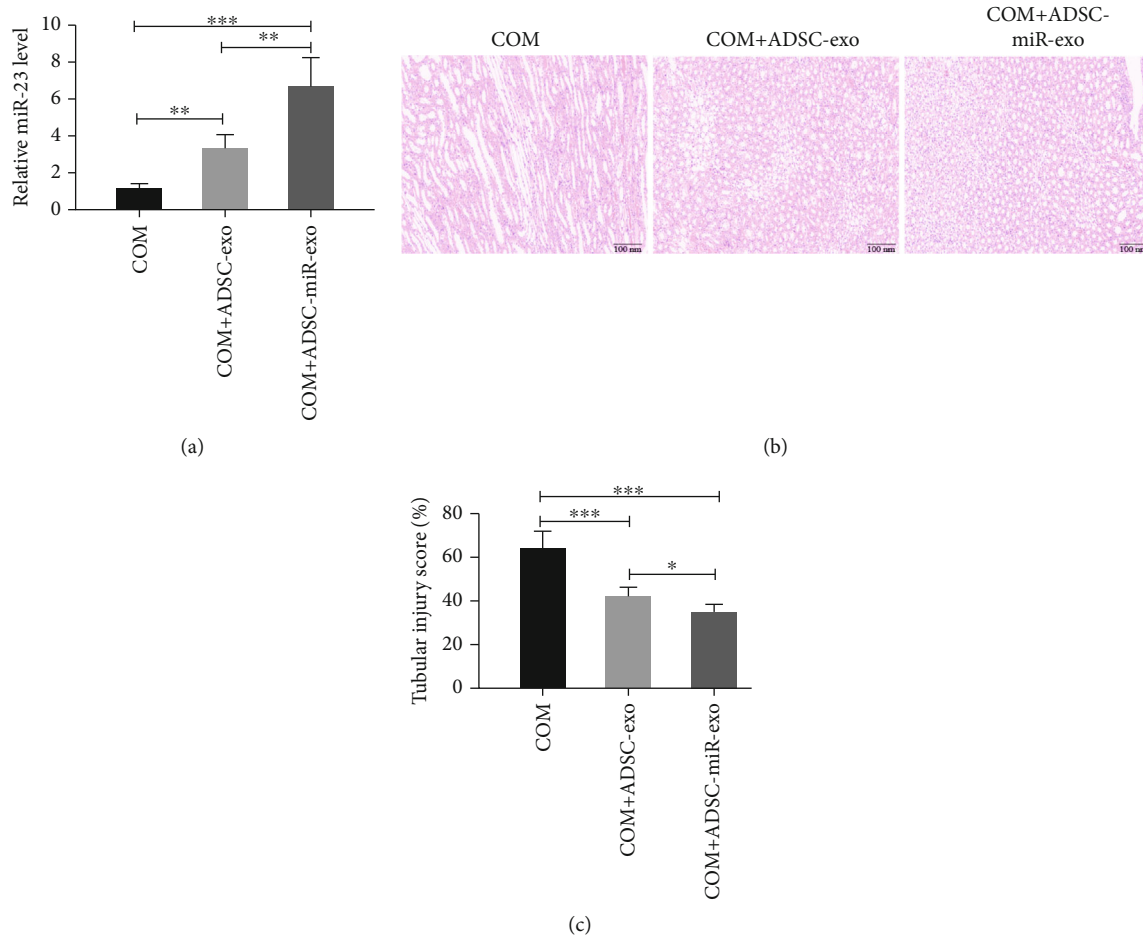 10
8
6
4
2
0
Relative miR-23 level
***
**
**
COM
COM+ADSC-exo
COM+ADSC-miR-exo
(a)
COM
COM+ADSC-exo
COM+ADSC-
miR-exo
100 nm
100 nm
100 nm
(b)
80
60
40
20
0
Tubular injury score (%)
***
***
*
COM
COM+ADSC-exo
COM+ADSC-miR-exo
(c)